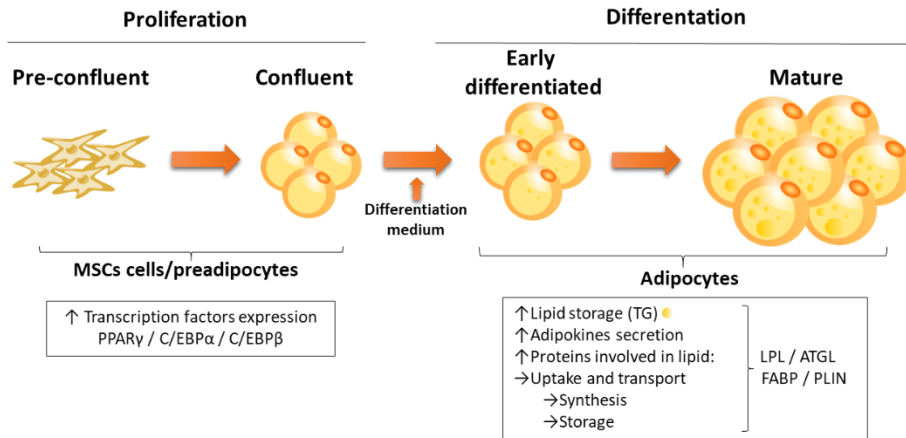 Proliferation
Differentation
Pre-confluent
Confluent
Early
differentiated
Mature
Differentiation
medium
MSCs cells/preadipocytes
Adipocytes
↑ Transcription factors expression
PPARγ / C/EBPα / C/EBPβ
↑Lipid storage (TG)
↑Adipokines secretion
↑Proteins involved in lipid:
→Uptake and transport
→Synthesis
→Storage
LPL / ATGL
FABP / PLIN